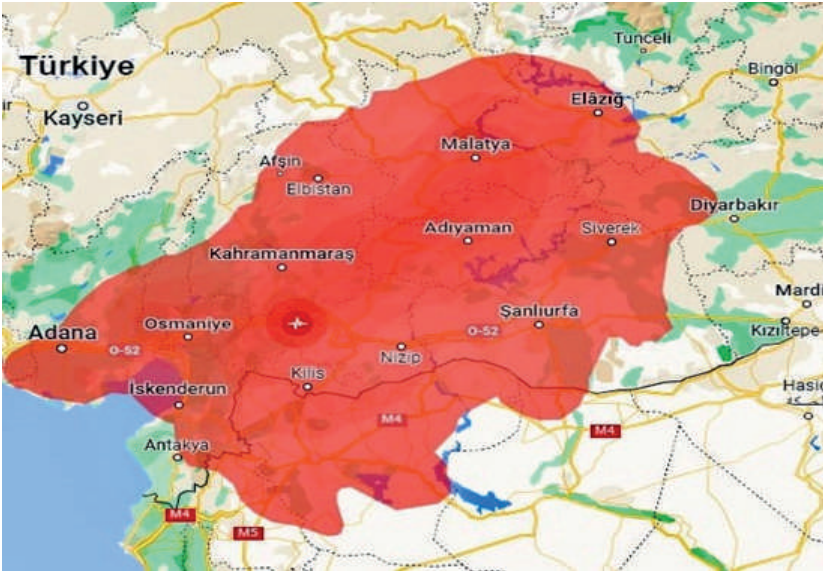 Tunceli
Türkiye
Bingöl
Elâzığ
Kayseri
Malatya
Afşin
Elbistan
Diyarbakır
Adıyaman
Siverek
Kahramanmaraş
Mardi
Şanlıurfa
Osmaniye
Adana
O-52
O-52
Kızıltepe
Nizip
Kilis
Hasic
İskenderun
M4
M4
Antakya
M4
M5